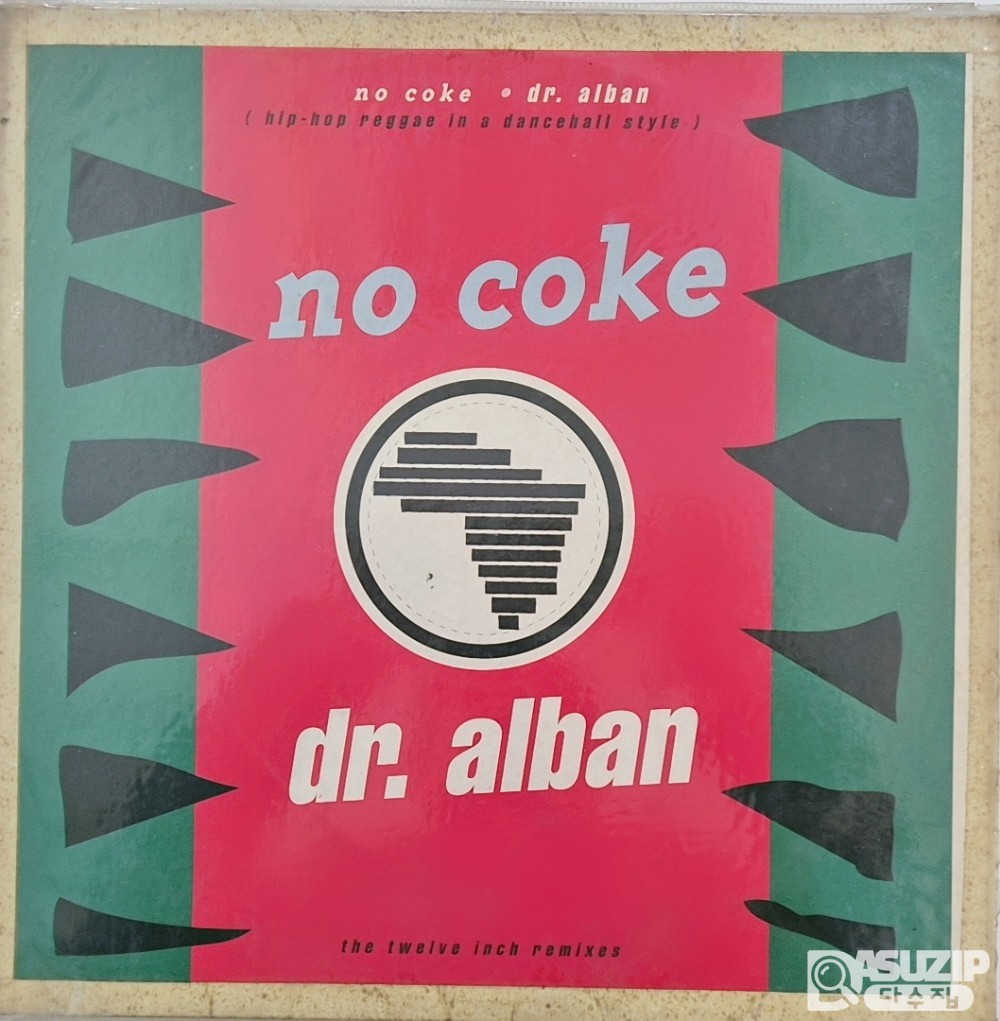 no coke • dr. alban
( hip-hop reggae in a dancehall style )
no coke
dr. alban
the twelve inch remixes
ASUZIP
다수집